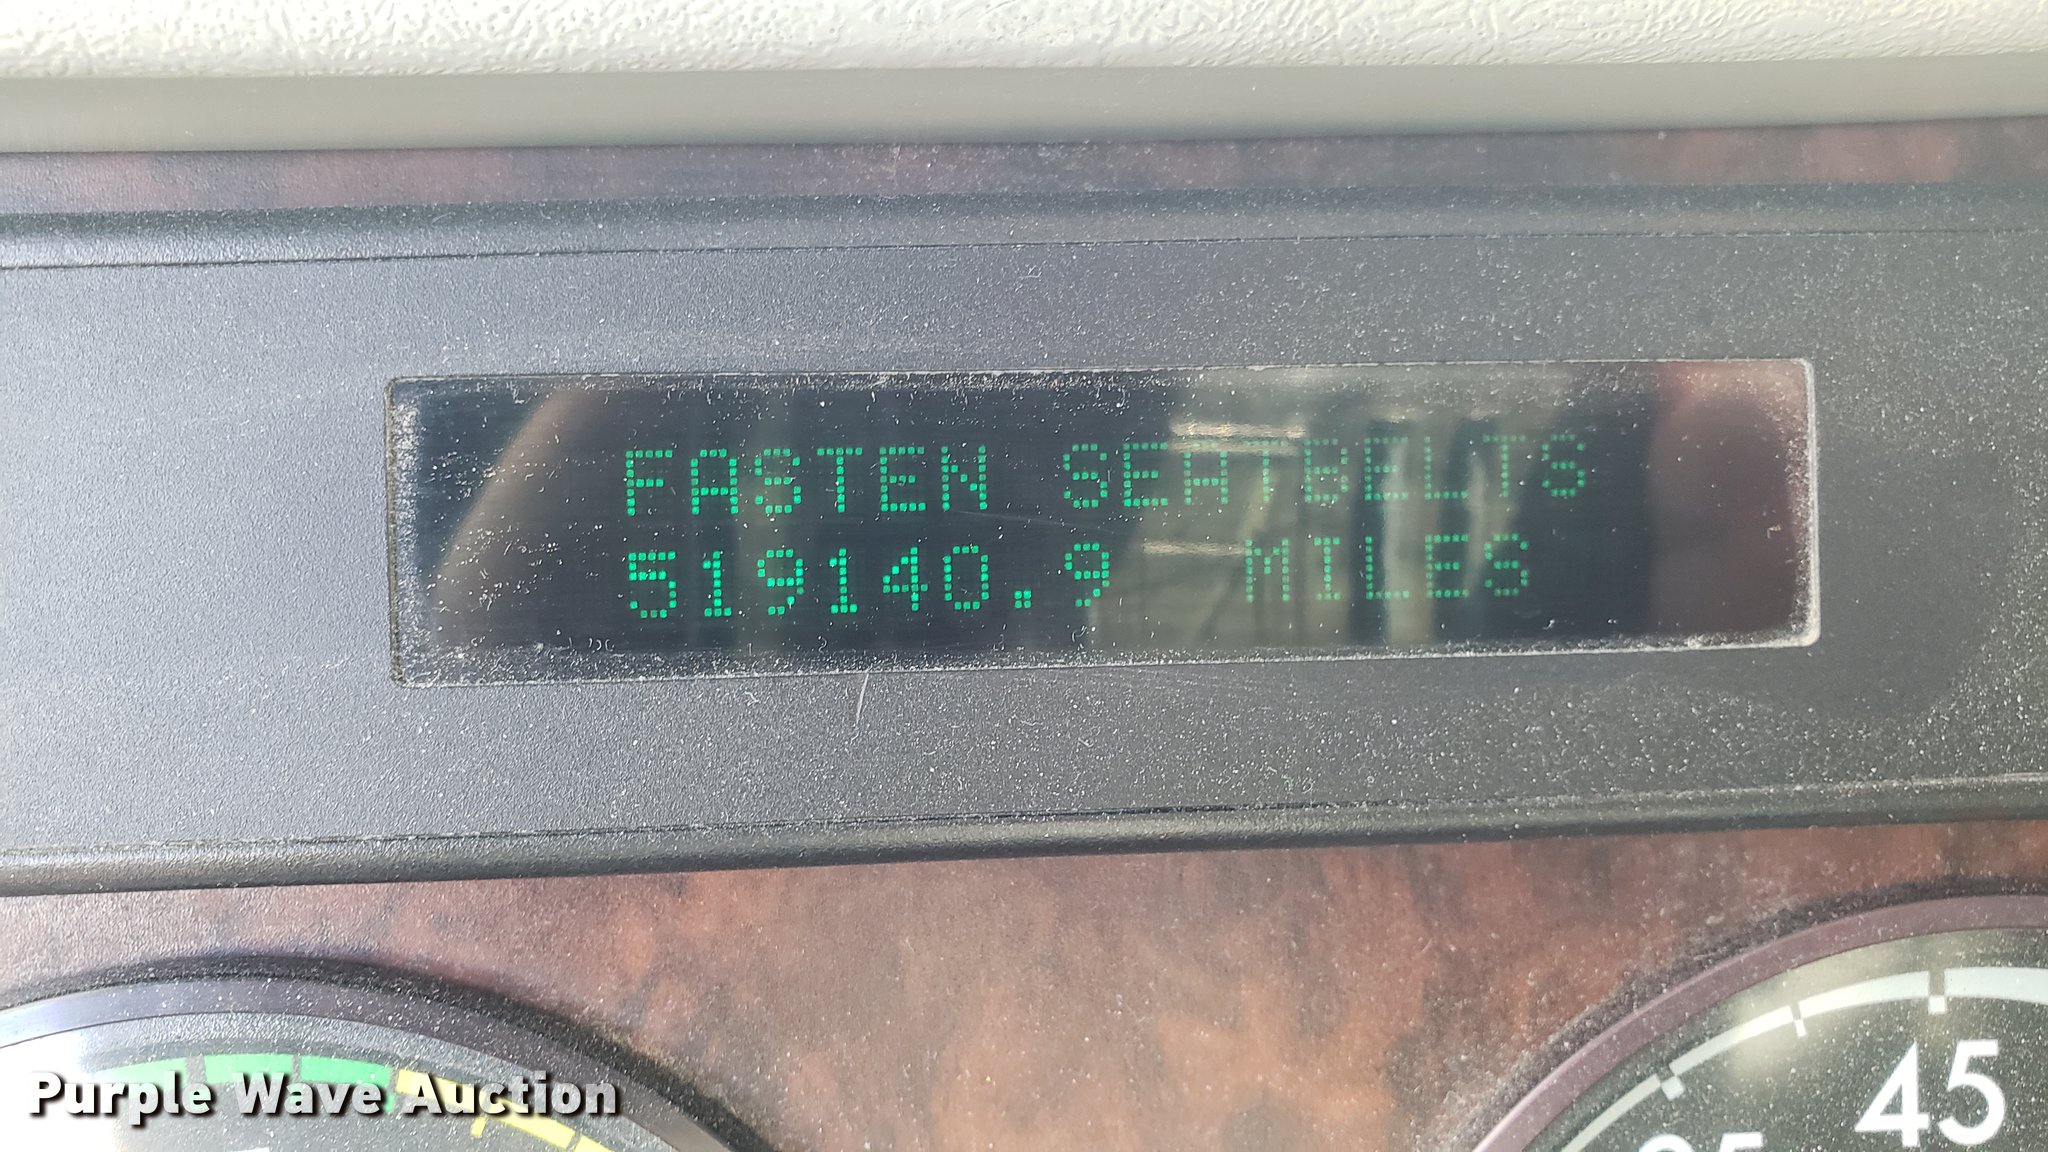 FASTEN SEATBELTS
519140.9 MILES
45
Purple Wave Auction